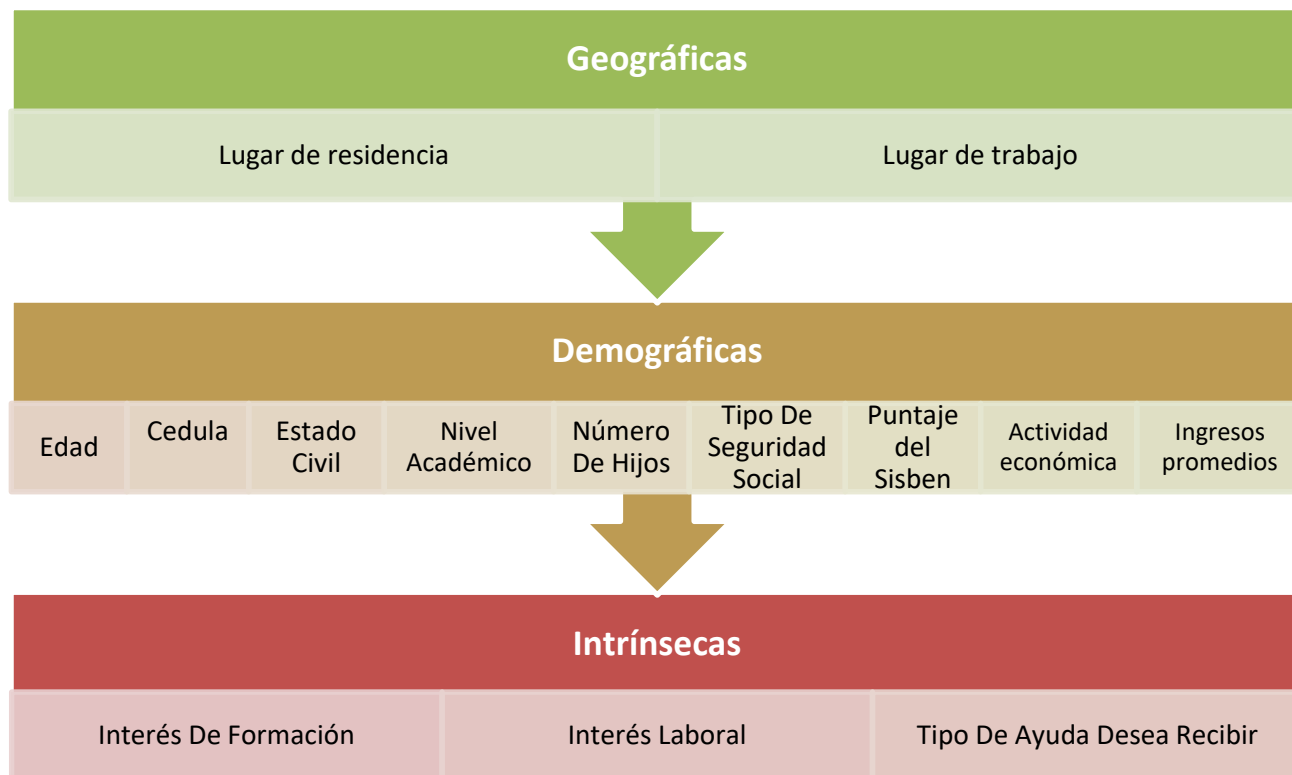 Geográficas
Lugar de residencia
Lugar de trabajo
Demográficas
Edad
Cedula
Estado
Civil
Nivel
Académico
Número
De Hijos
Tipo De
Seguridad
Social
Puntaje
del
Sisben
Actividad
económica
Ingresos
promedios
Intrínsecas
Interés De Formación
Interés Laboral
Tipo De Ayuda Desea Recibir